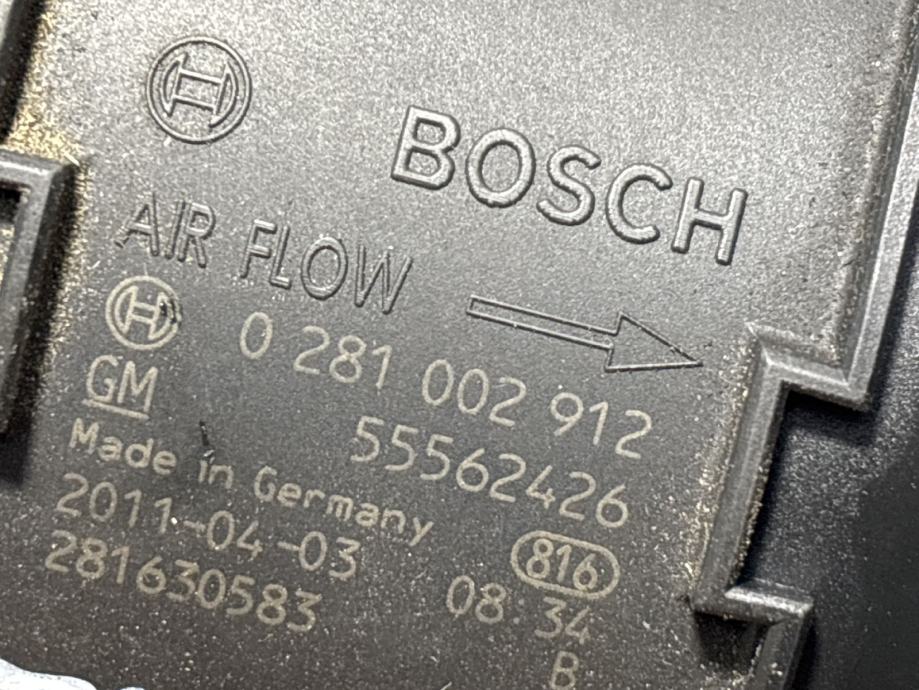 BOSCH
AIR FLOW
0 281 002 912
GM
55562426
Made in Germany
2011-04-03
816
281630583
08:34
B